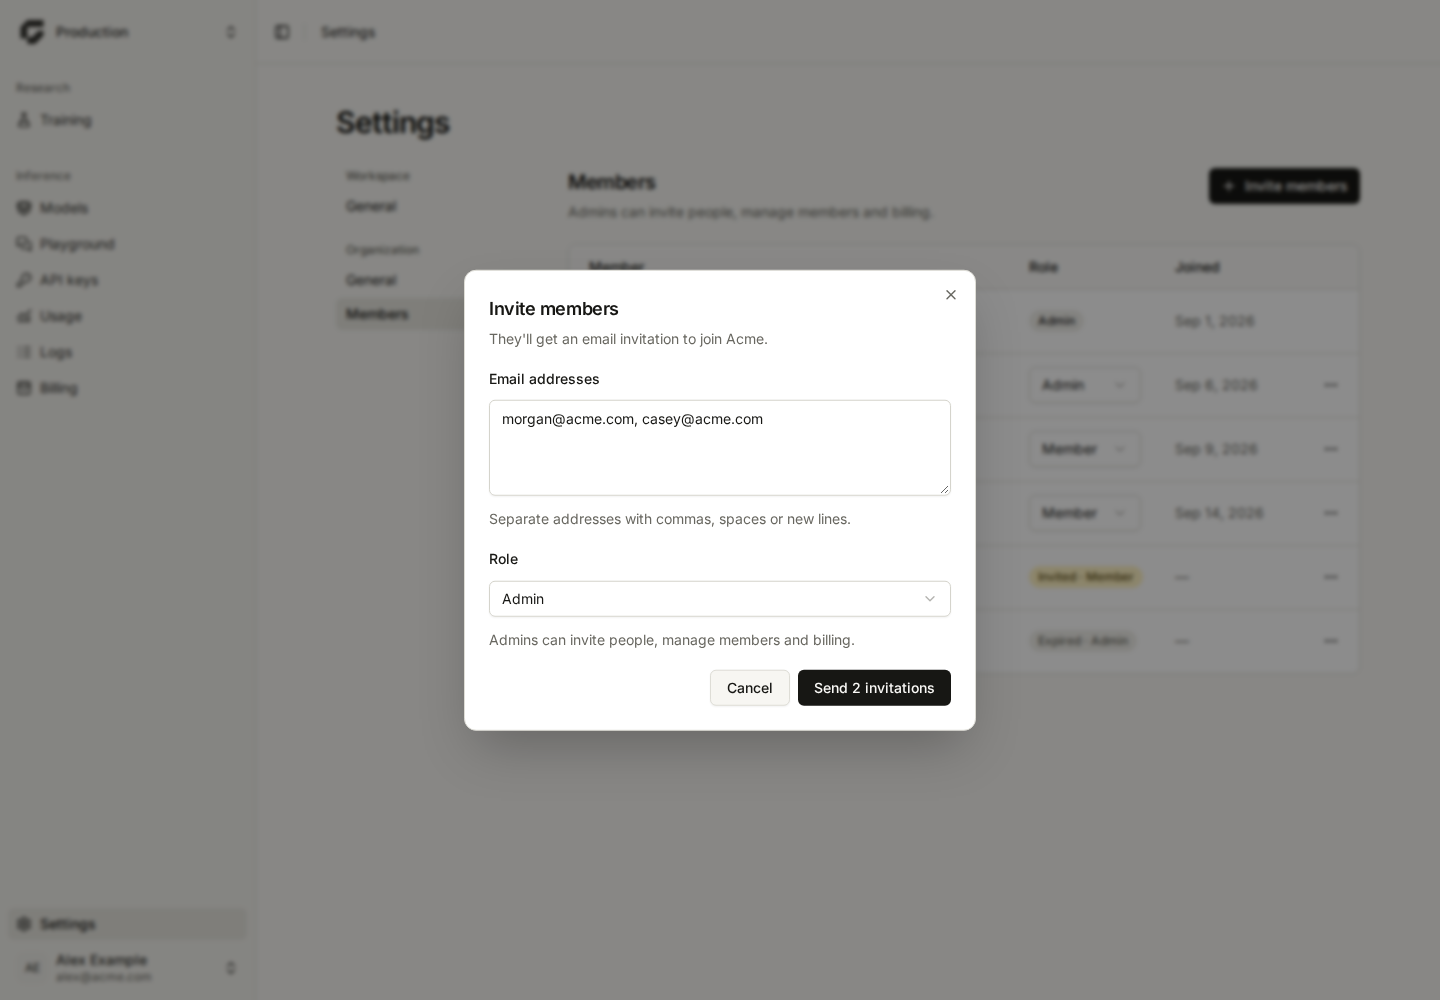 Production
Settings
Research
Training
Inference
Models
Playground
API keys
Usage
Logs
Billing
Settings
Workspace
General
Organization
General
Members
Members
Admins can invite people, manage members and billing.
+ Invite members
Member
Role
Joined
Admin
Sep 1, 2026
Admin
Sep 6, 2026
Member
Sep 9, 2026
Member
Sep 14, 2026
Invited · Member
—
Expired · Admin
—
Invite members
They'll get an email invitation to join Acme.
Email addresses
morgan@acme.com, casey@acme.com
Separate addresses with commas, spaces or new lines.
Role
Admin
Admins can invite people, manage members and billing.
Cancel
Send 2 invitations
Settings
AE
Alex Example
alex@acme.com